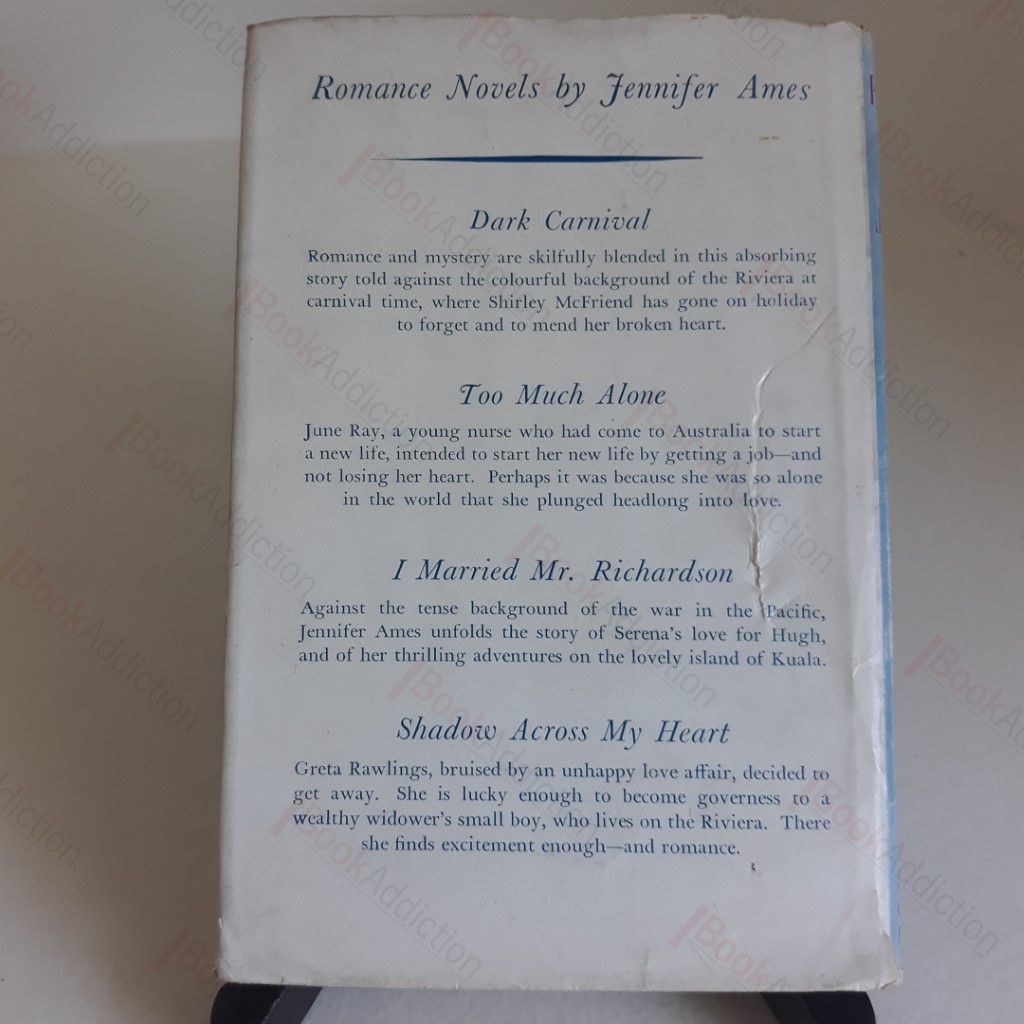 Romance Novels by Jennifer Ames
Dark Carnival
Romance and mystery are skilfully blended in this absorbing
story told against the colourful background of the Riviera at
carnival time, where Shirley McFriend has gone on holiday
to forget and to mend her broken heart.
Too Much Alone
June Ray, a young nurse who had come to Australia to start
a new life, intended to start her new life by getting a job—and
not losing her heart. Perhaps it was because she was so alone
in the world that she plunged headlong into love.
I Married Mr. Richardson
Against the tense background of the war in the Pacific,
Jennifer Ames unfolds the story of Serena's love for Hugh,
and of her thrilling adventures on the lovely island of Kuala.
Shadow Across My Heart
Greta Rawlings, bruised by an unhappy love affair, decided to
get away. She is lucky enough to become governess to a
wealthy widower's small boy, who lives on the Riviera. There
she finds excitement enough—and romance.
BookAddiction